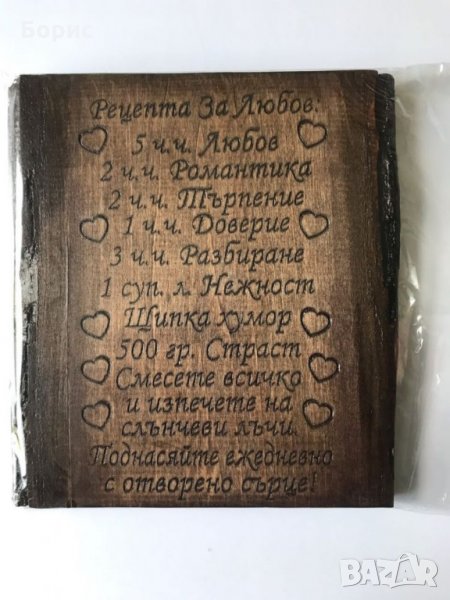 Борис
Рецепта За Любов:
5 ч.ч. Любов
2 ч.ч. Романтика
2 ч.ч. Търпение
1 ч.ч. Доверие
3 ч.ч. Разбиране
1 суп. л. Нежност
Щипка хумор
500 гр. Страст
Смесете всичко
и изпечете на
слънчеви лъчи.
Поднасяйте ежедневно
с отворено сърце!
BAZAR